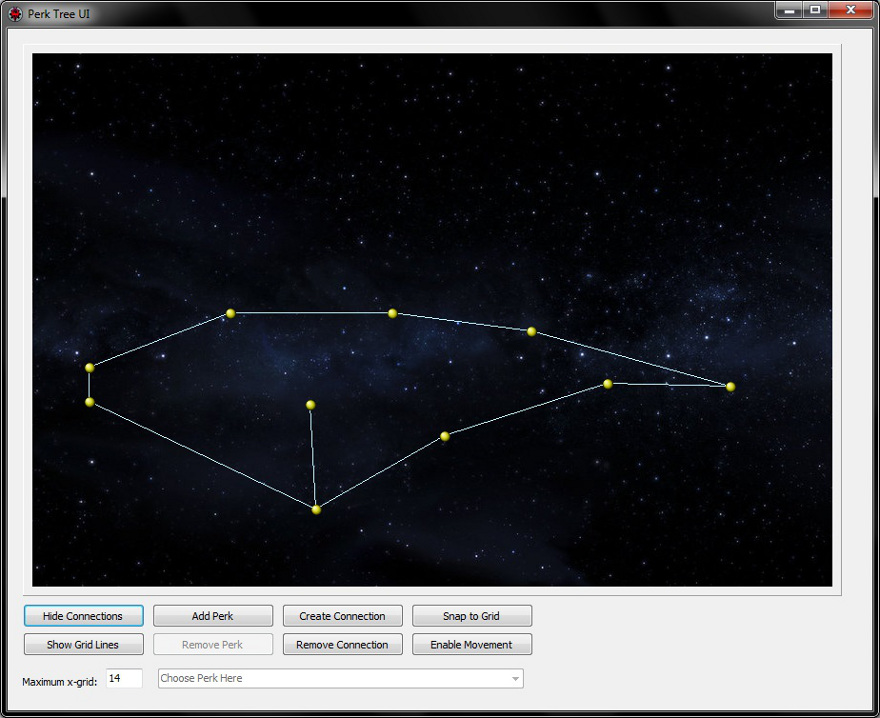 Perk Tree UI
Hide Connections Add Perk Create Connection Snap to Grid
Show Grid Lines Remove Perk Remove Connection Enable Movement
Maximum x-grid: 14 Choose Perk Here